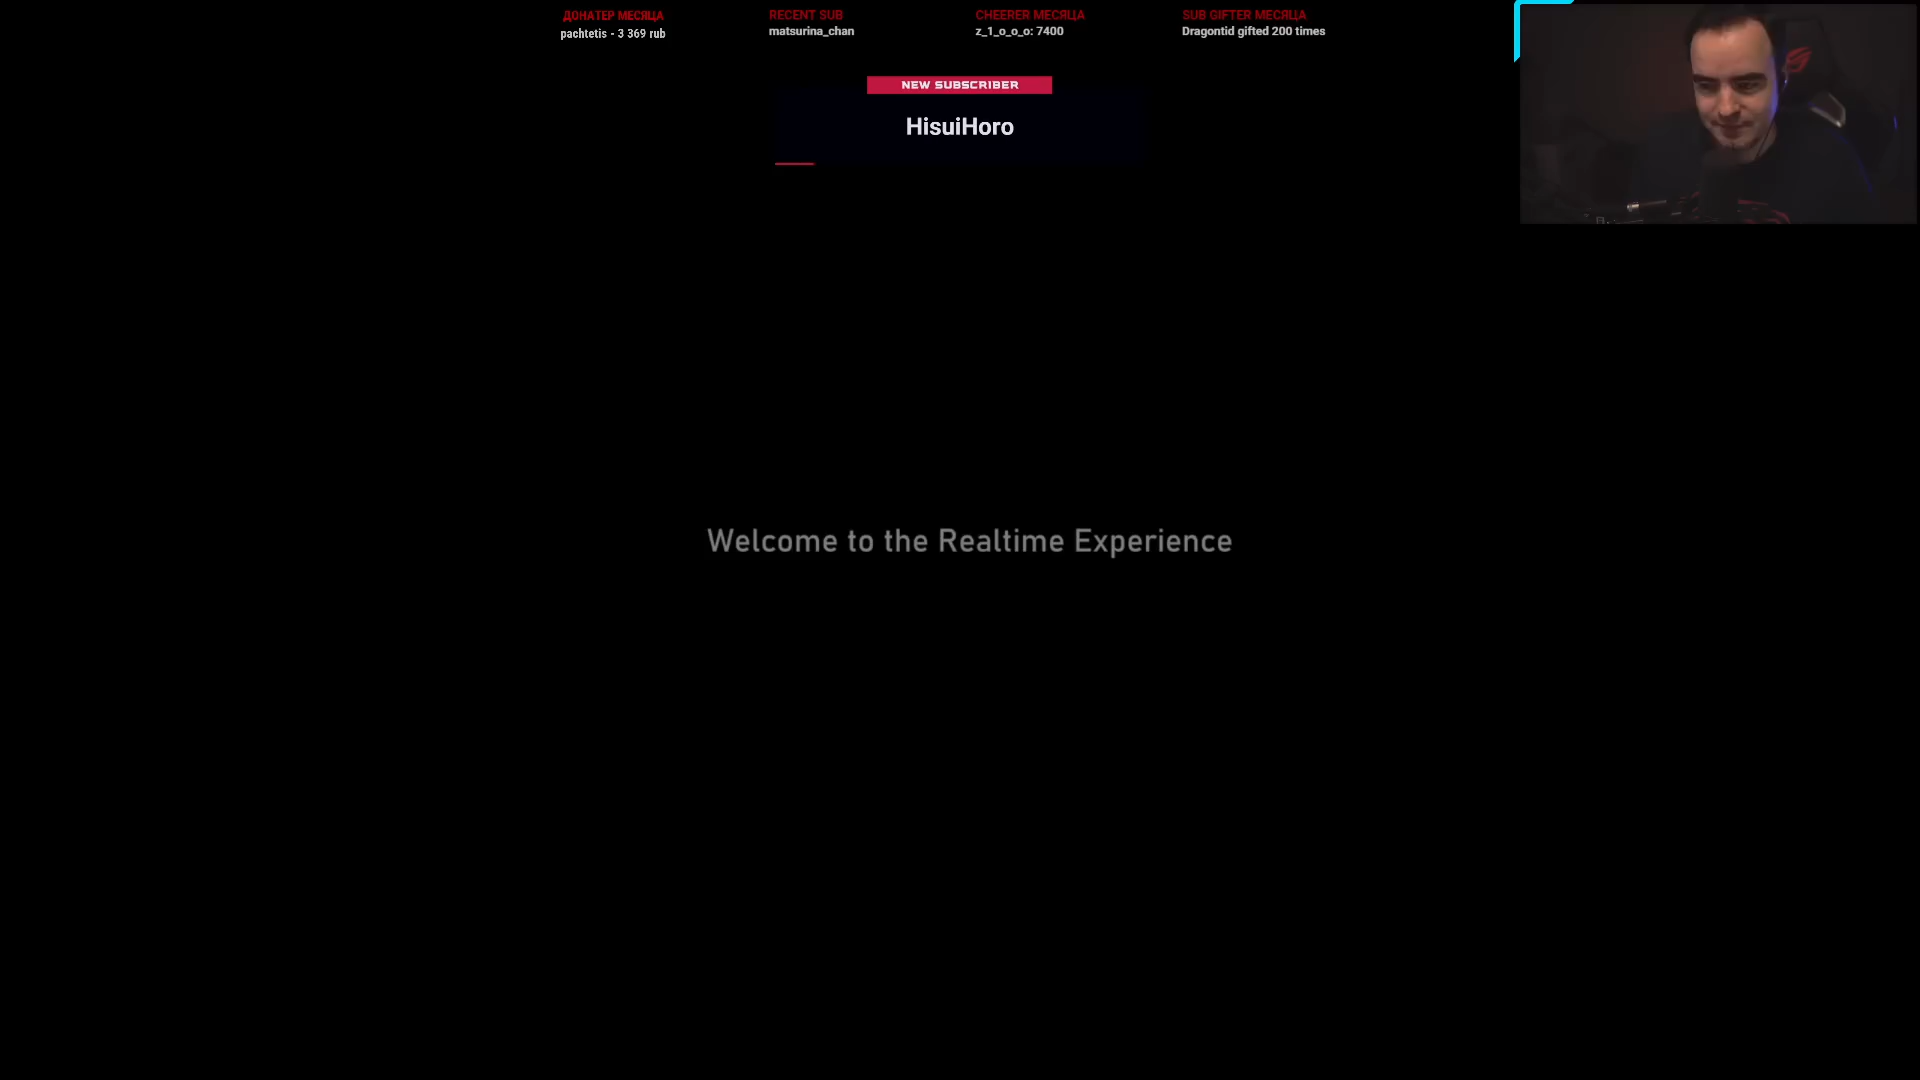 ДОНАТЕР МЕСЯЦА
pachtetis - 3 369 rub
RECENT SUB
matsurina_chan
CHEERER МЕСЯЦА
z_1_o_o_o: 7400
SUB GIFTER МЕСЯЦА
Dragontid gifted 200 times
NEW SUBSCRIBER
HisuiHoro
Welcome to the Realtime Experience